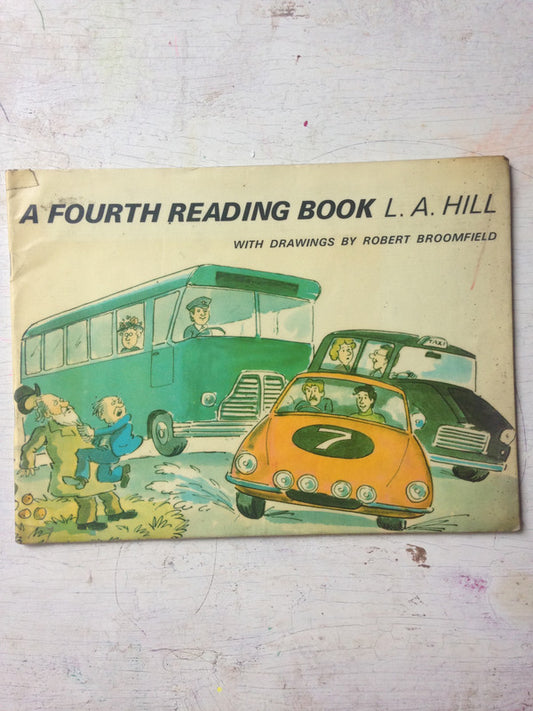 A FOURTH READING BOOK L. A. HILL
WITH DRAWINGS BY ROBERT BROOMFIELD
TAXI
7